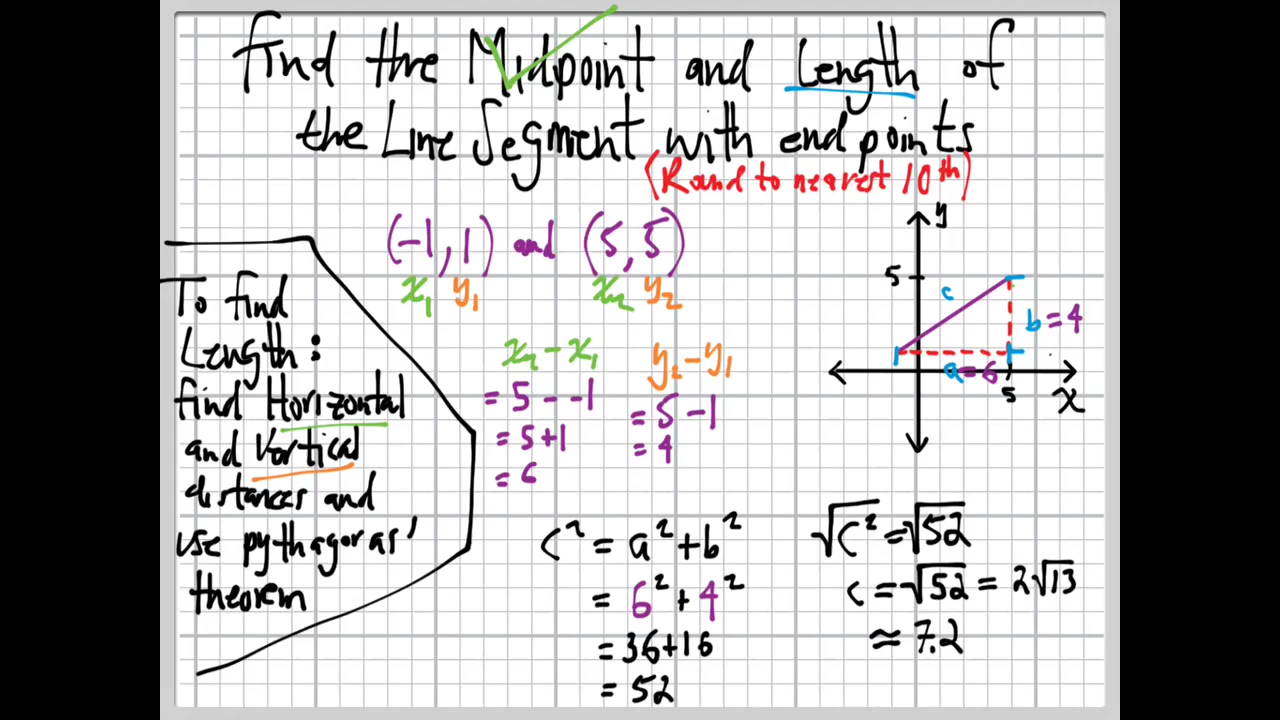 Find the Midpoint and Length of
the Line Segment with endpoints
(Round to nearest 10th)
(-1, 1) and (5, 5)
x₁ y₁ x₂ y₂
To find
Length:
find Horizontal
and Vertical
distances and
use pythagoras'
theorem
x₂ - x₁
= 5 - -1
= 5+1
= 6
y₂ - y₁
= 5 - 1
= 4
y
5
c
b = 4
a = 6
5
x
c² = a² + b²
= 6² + 4²
= 36+16
= 52
√c² = √52
c = √52 = 2√13
≈ 7.2